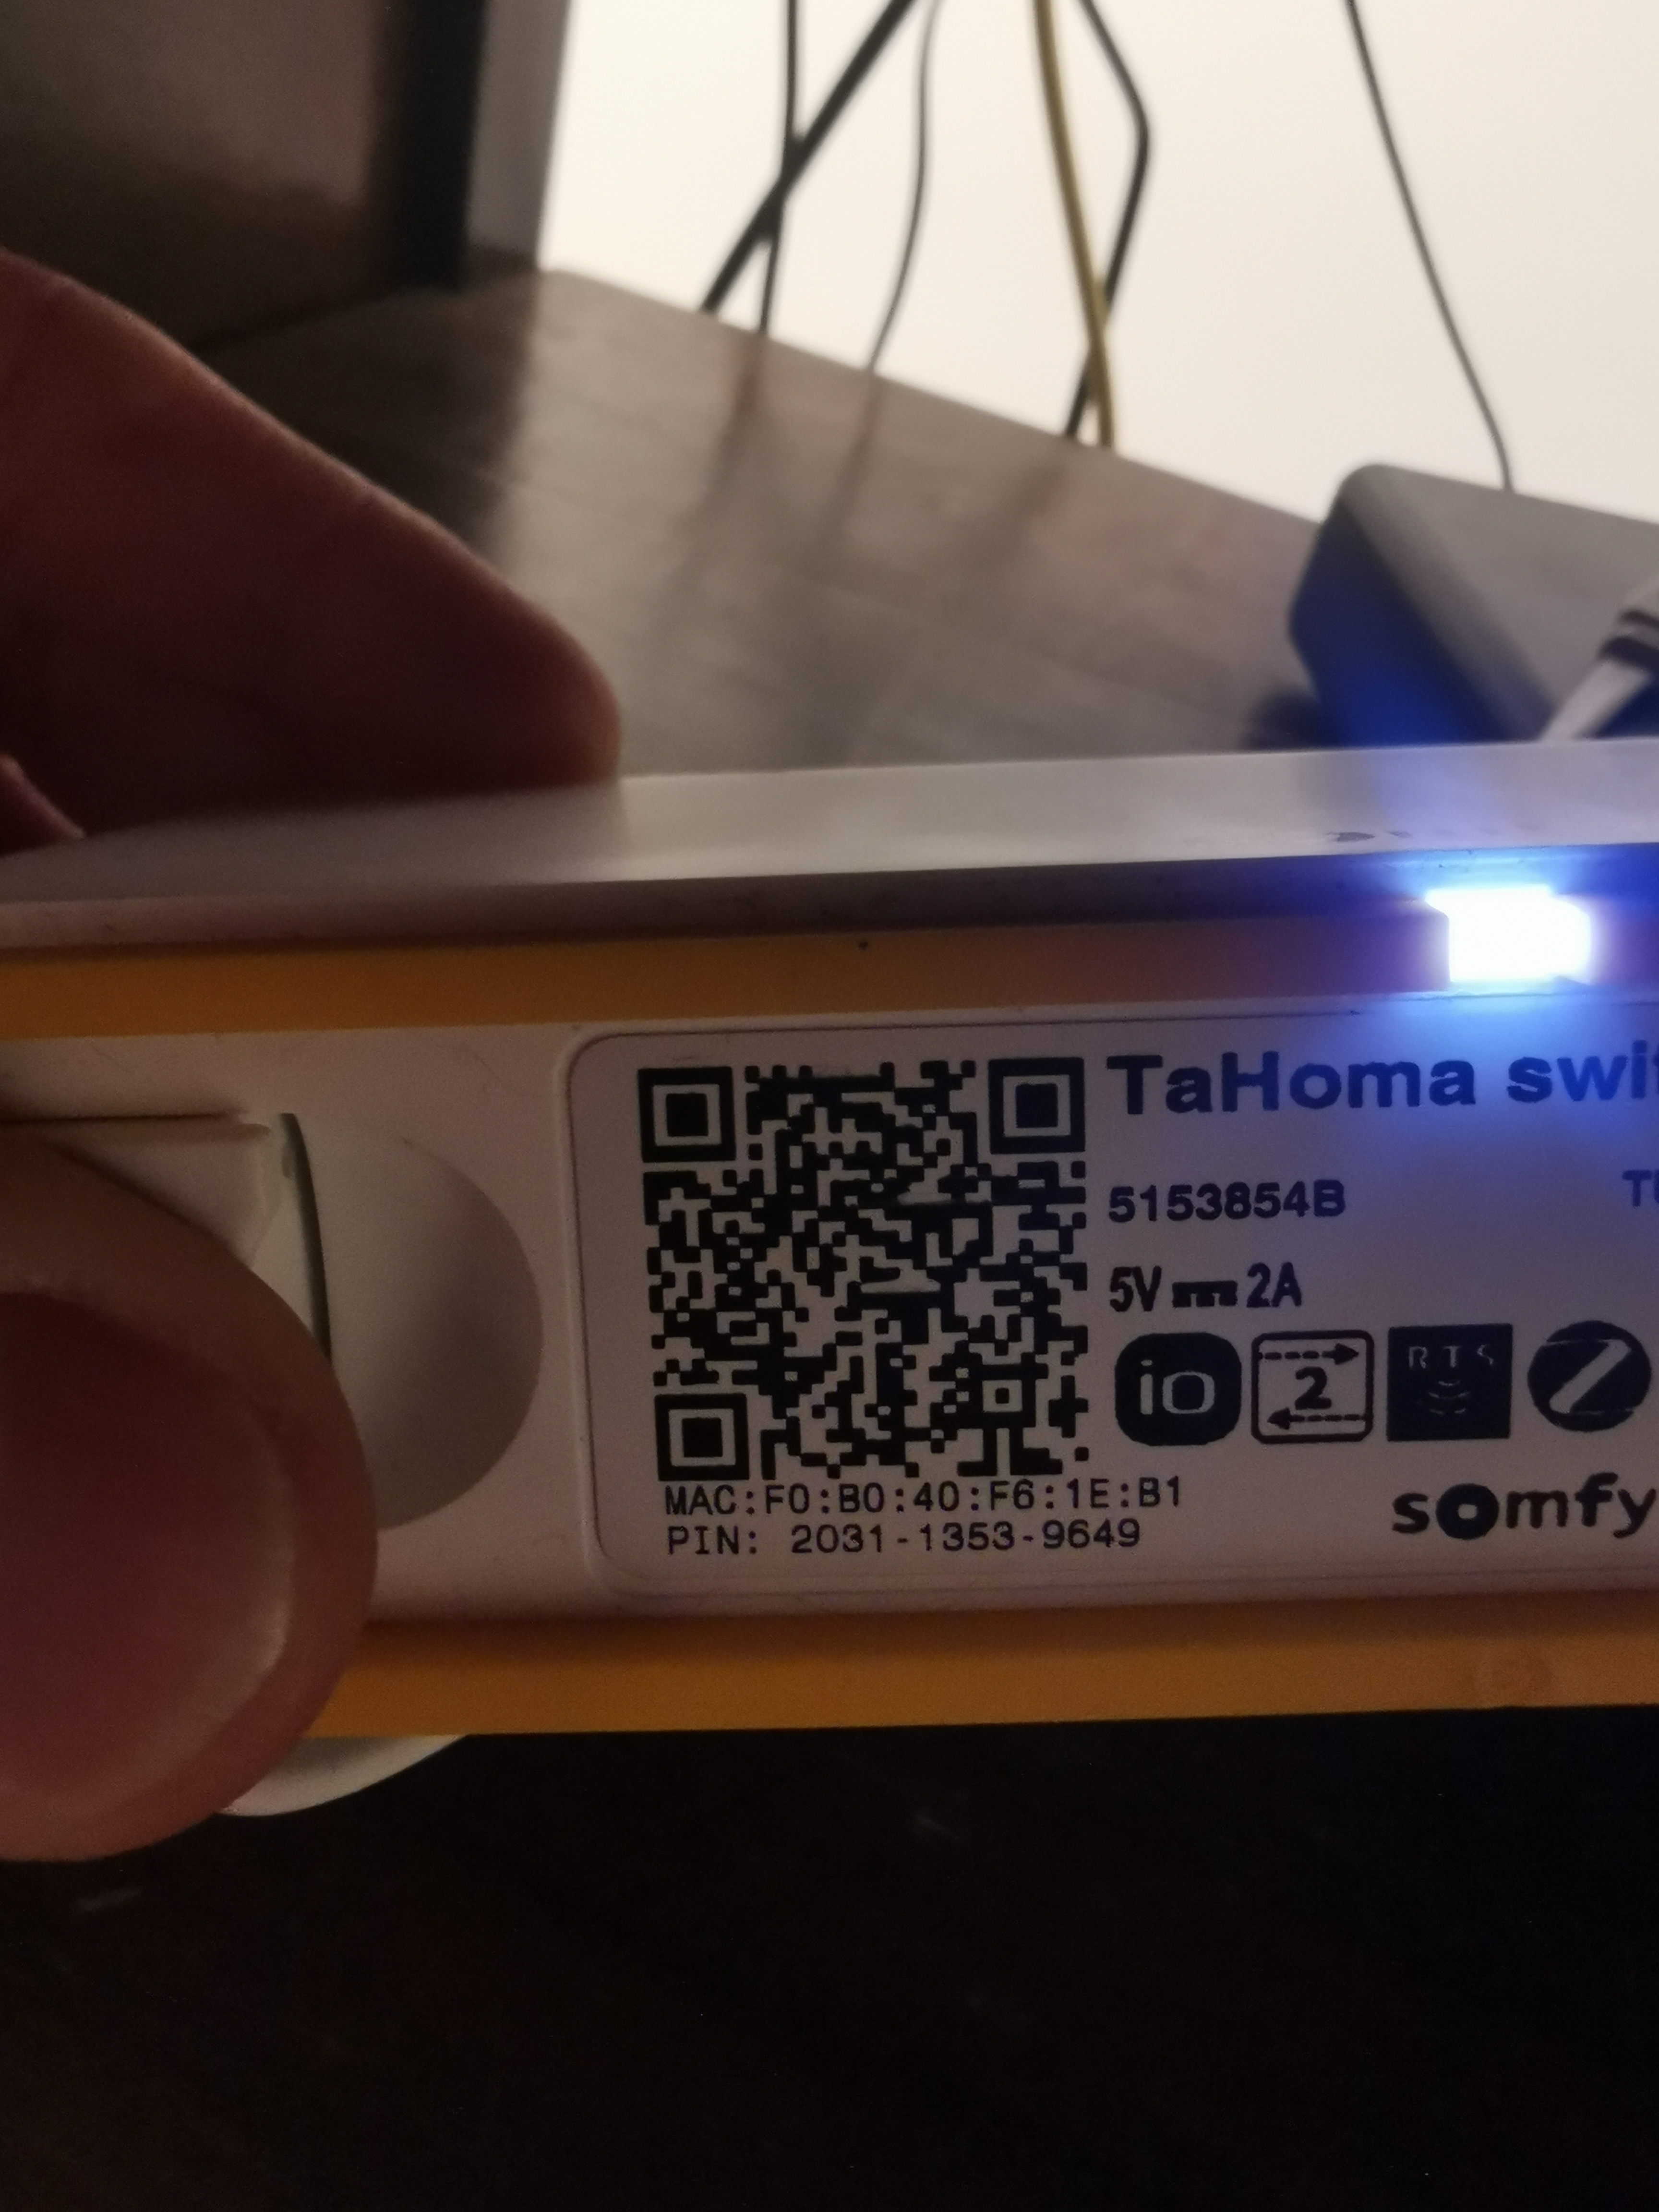 TaHoma swi
5153854B
5V 2A
io
2
RTS
MAC:F0:B0:40:F6:1E:B1
PIN: 2031-1353-9649
somfy